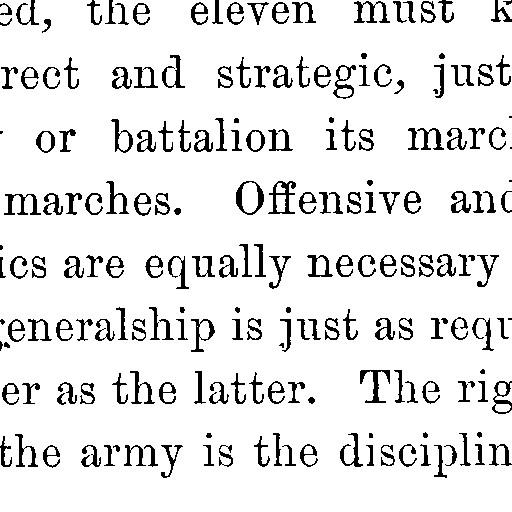 ed, the eleven must k
rect and strategic, just
or battalion its marc
marches. Offensive and
ics are equally necessary
generalship is just as requ
er as the latter. The rig
the army is the disciplin